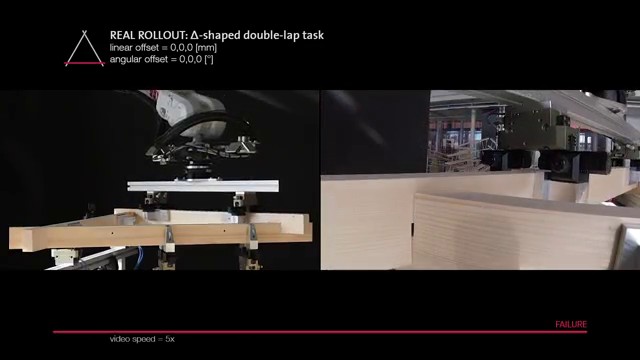 REAL ROLLOUT: Δ-shaped double-lap task
linear offset = 0,0,0 [mm]
angular offset = 0,0,0 [°]
FAILURE
video speed = 5x